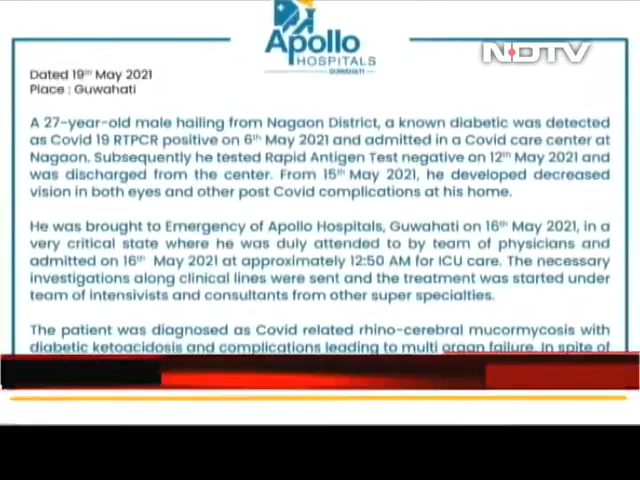 Apollo
HOSPITALS
GUWAHATI
NDTV
Dated 19th May 2021
Place : Guwahati
A 27-year-old male hailing from Nagaon District, a known diabetic was detected
as Covid 19 RTPCR positive on 6th May 2021 and admitted in a Covid care center at
Nagaon. Subsequently he tested Rapid Antigen Test negative on 12th May 2021 and
was discharged from the center. From 15th May 2021, he developed decreased
vision in both eyes and other post Covid complications at his home.
He was brought to Emergency of Apollo Hospitals, Guwahati on 16th May 2021, in a
very critical state where he was duly attended to by team of physicians and
admitted on 16th May 2021 at approximately 12:50 AM for ICU care. The necessary
investigations along clinical lines were sent and the treatment was started under
team of intensivists and consultants from other super specialties.
The patient was diagnosed as Covid related rhino-cerebral mucormycosis with
diabetic ketoacidosis and complications leading to multi organ failure. In spite of